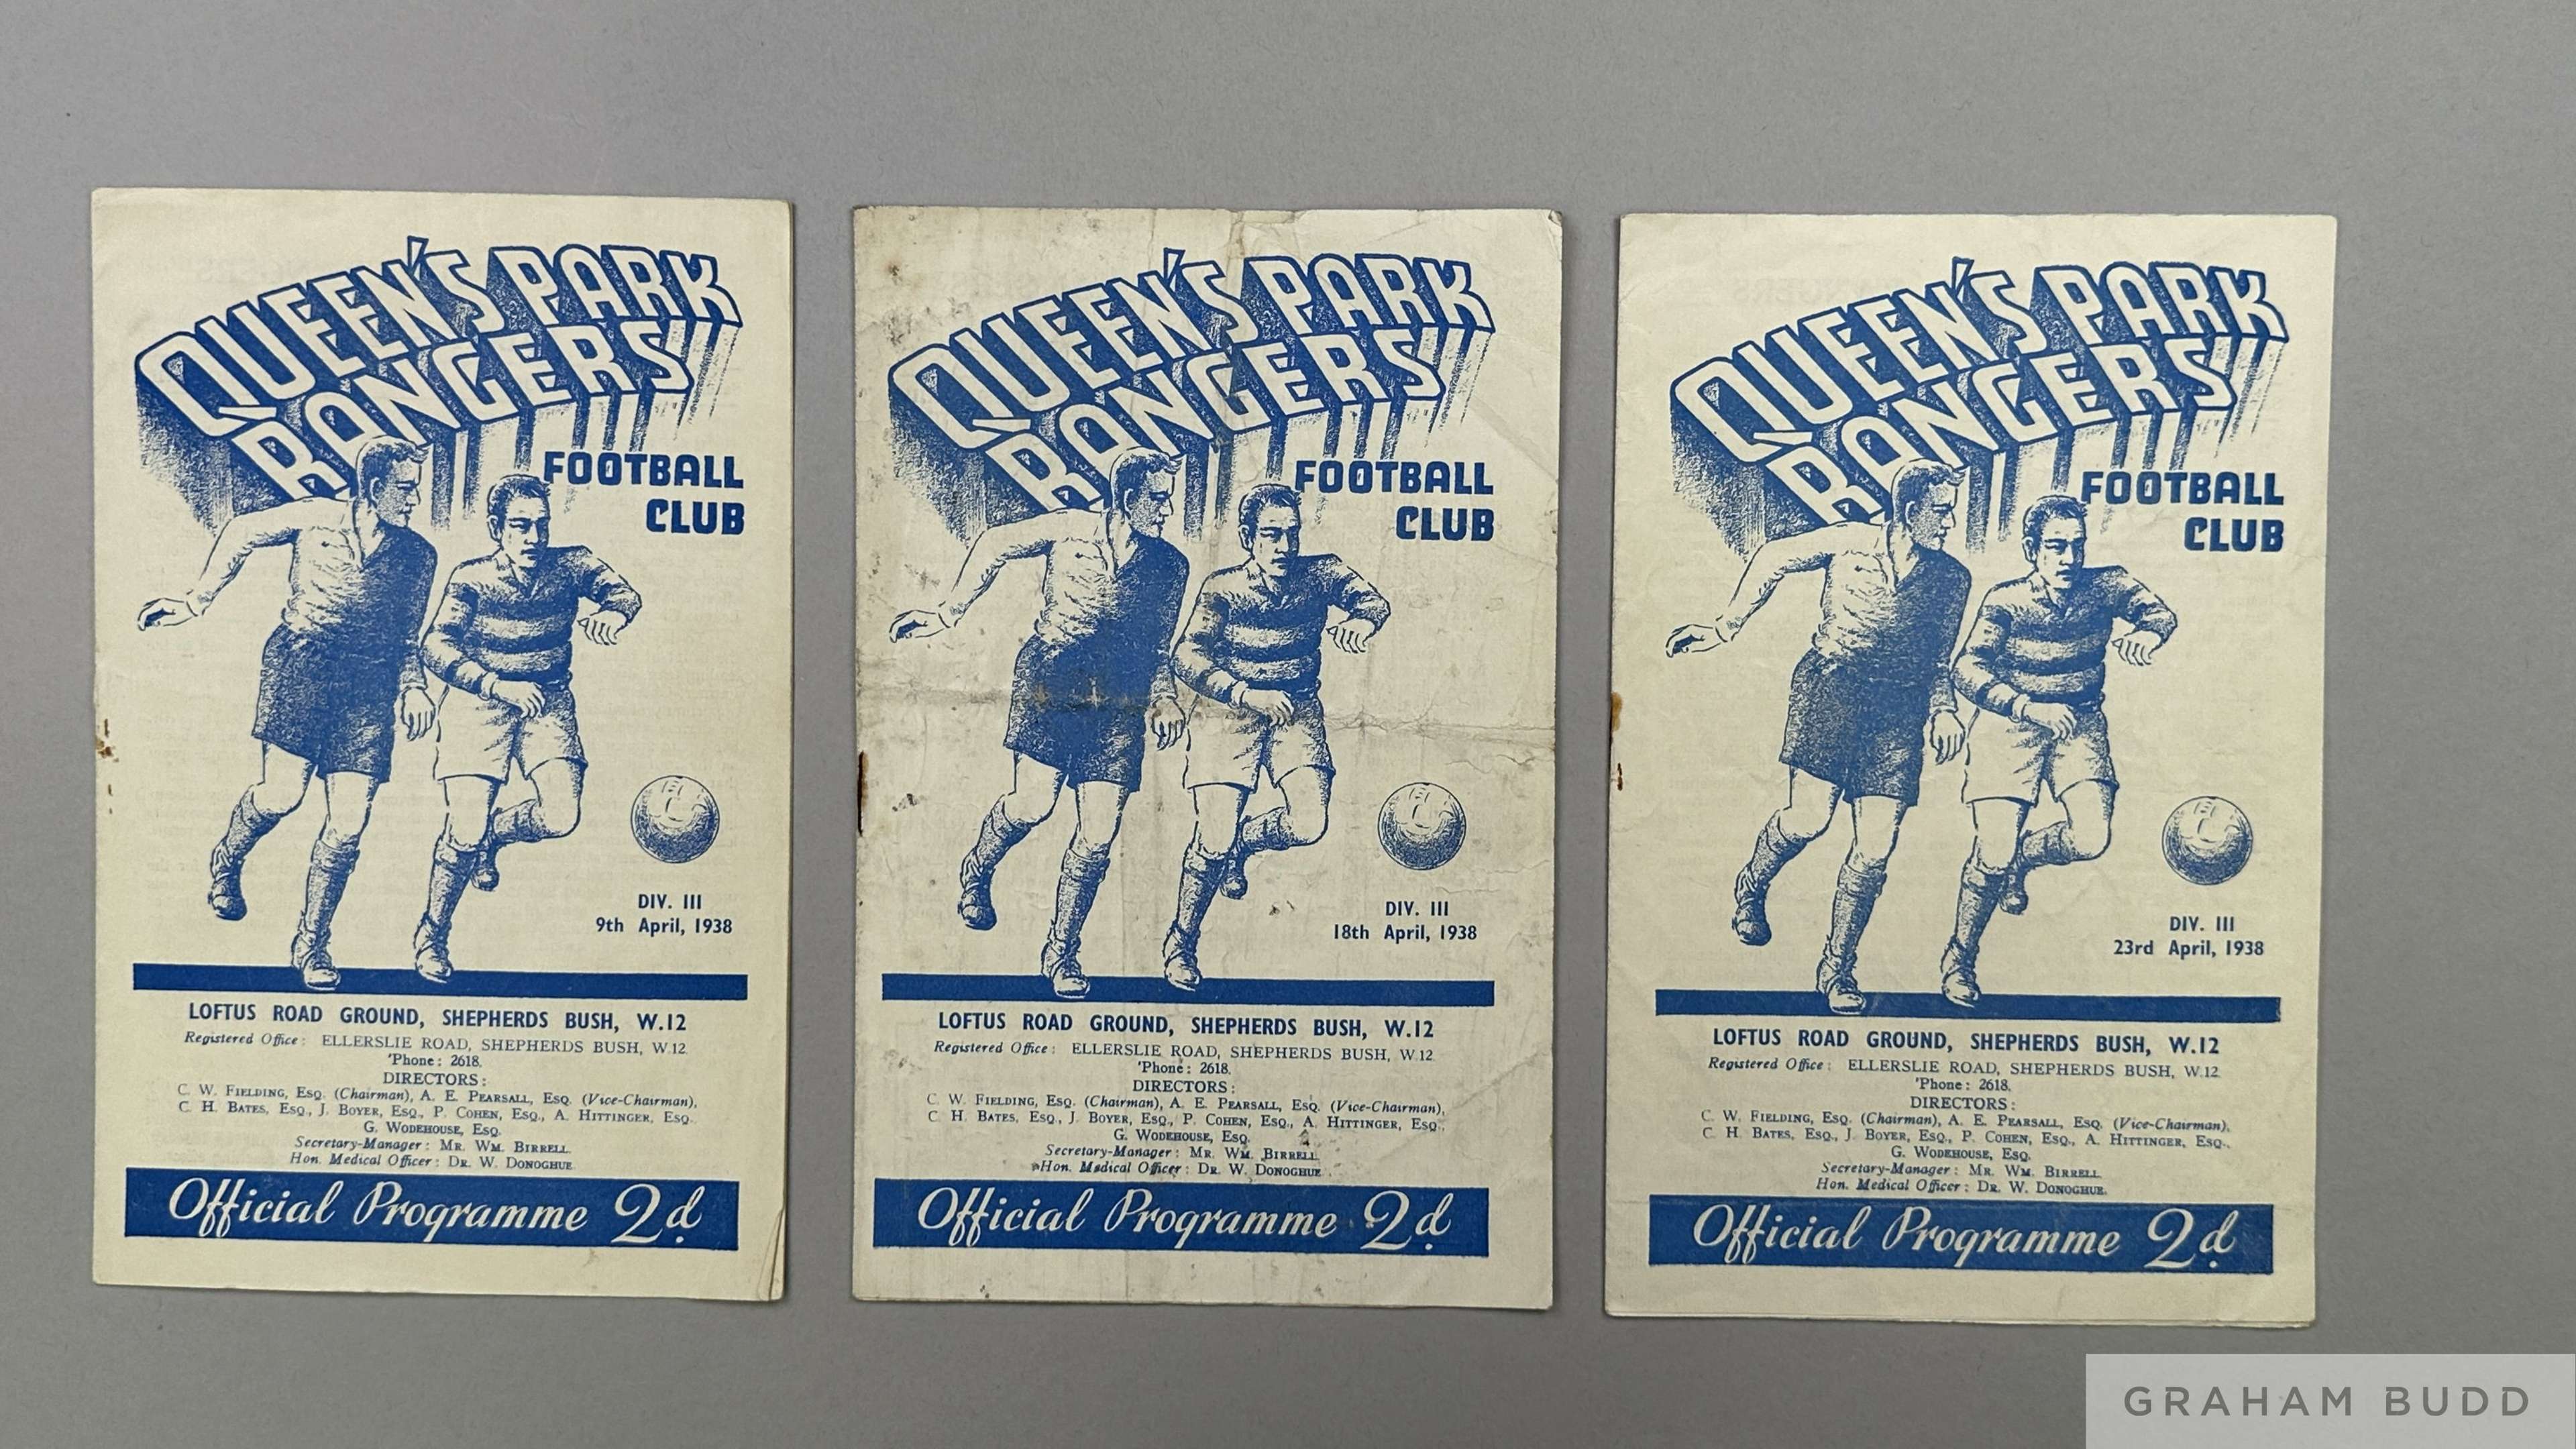 QUEEN'S PARK
RANGERS
FOOTBALL
CLUB
DIV. III
9th April, 1938
LOFTUS ROAD GROUND, SHEPHERDS BUSH, W.12
Registered Office: ELLERSLIE ROAD, SHEPHERDS BUSH, W.12.
'Phone: 2618.
DIRECTORS:
C. W. FIELDING, ESQ. (Chairman), A. E. PEARSALL, ESQ. (Vice-Chairman),
C. H. BATES, ESQ., J. BOYER, ESQ., P. COHEN, ESQ., A. HITTINGER, ESQ.,
G. WODEHOUSE, ESQ.
Secretary-Manager: MR. WM. BIRRELL.
Hon. Medical Officer: DR. W. DONOGHUE.
Official Programme 2d.
QUEEN'S PARK
RANGERS
FOOTBALL
CLUB
DIV. III
18th April, 1938
LOFTUS ROAD GROUND, SHEPHERDS BUSH, W.12
Registered Office: ELLERSLIE ROAD, SHEPHERDS BUSH, W.12.
'Phone: 2618.
DIRECTORS:
C. W. FIELDING, ESQ. (Chairman), A. E. PEARSALL, ESQ. (Vice-Chairman),
C. H. BATES, ESQ., J. BOYER, ESQ., P. COHEN, ESQ., A. HITTINGER, ESQ.,
G. WODEHOUSE, ESQ.
Secretary-Manager: MR. WM. BIRRELL.
Hon. Medical Officer: DR. W. DONOGHUE.
Official Programme 2d.
QUEEN'S PARK
RANGERS
FOOTBALL
CLUB
DIV. III
23rd April, 1938
LOFTUS ROAD GROUND, SHEPHERDS BUSH, W.12
Registered Office: ELLERSLIE ROAD, SHEPHERDS BUSH, W.12.
'Phone: 2618.
DIRECTORS:
C. W. FIELDING, ESQ. (Chairman), A. E. PEARSALL, ESQ. (Vice-Chairman),
C. H. BATES, ESQ., J. BOYER, ESQ., P. COHEN, ESQ., A. HITTINGER, ESQ.,
G. WODEHOUSE, ESQ.
Secretary-Manager: MR. WM. BIRRELL.
Hon. Medical Officer: DR. W. DONOGHUE.
Official Programme 2d.
GRAHAM BUDD